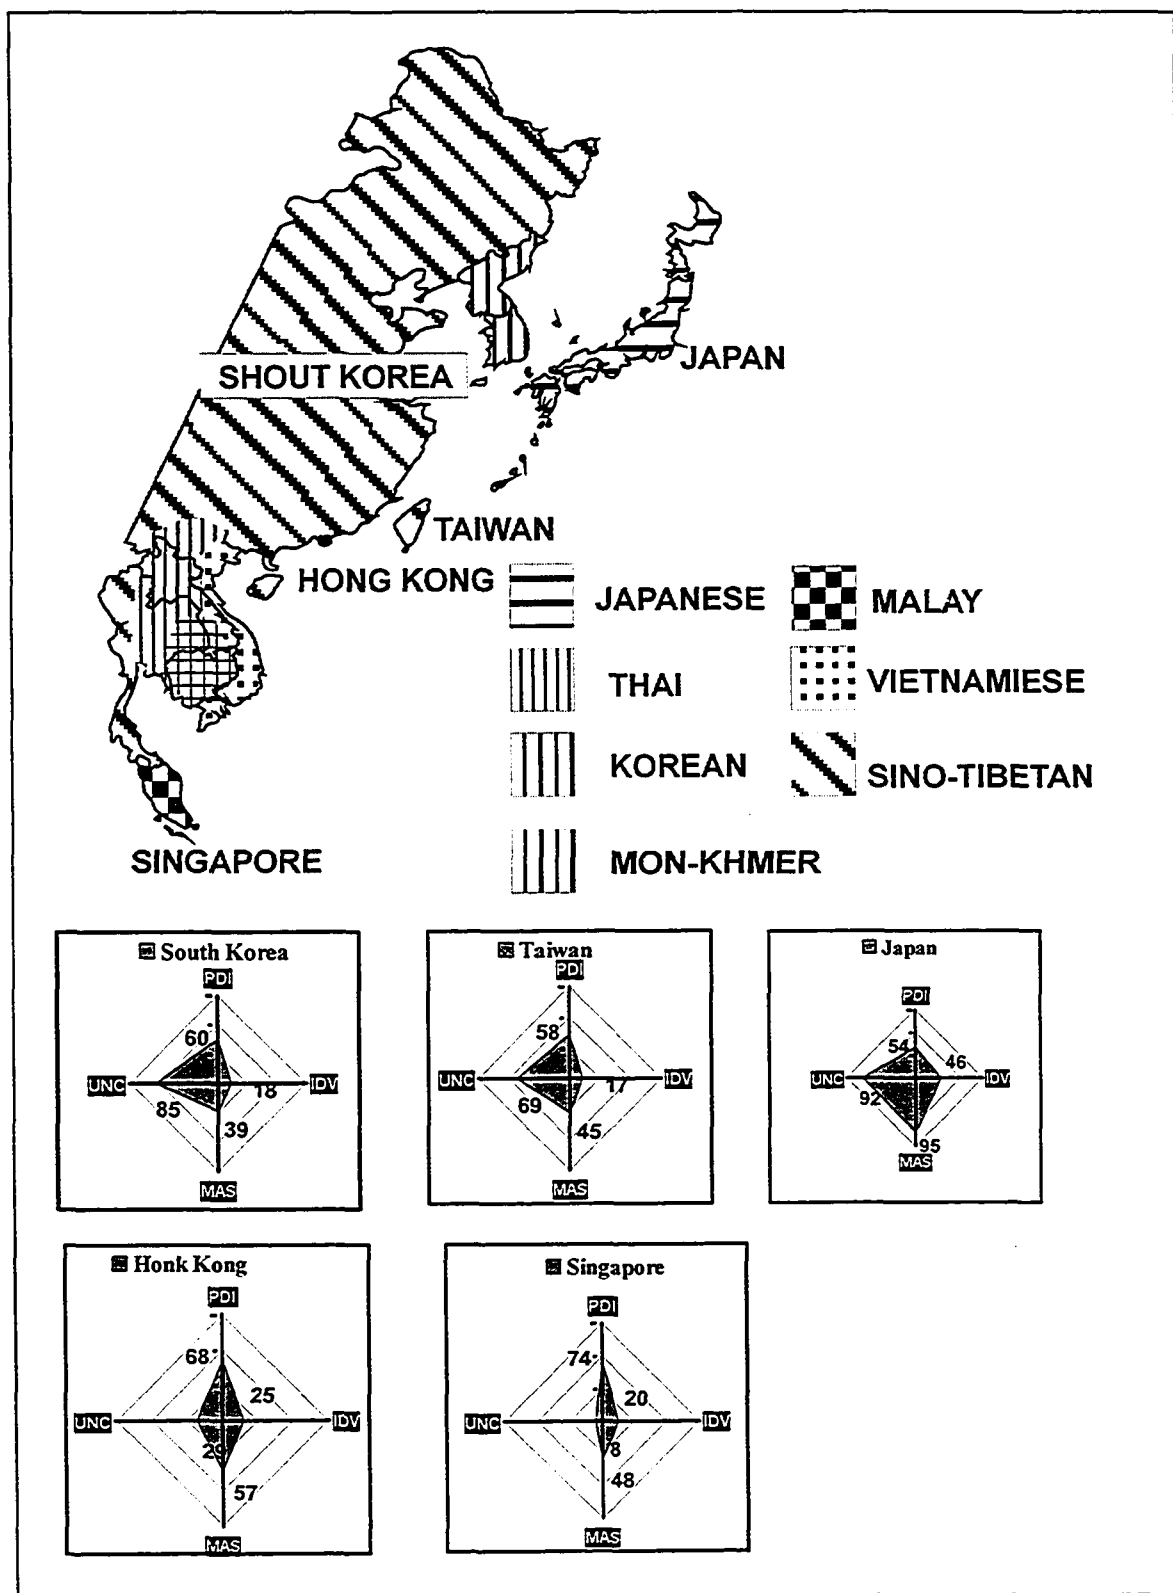 JAPAN
SHOUT KOREA
TAIWAN
HONG KONG
JAPANESE
MALAY
THAI
VIETNAMIESE
KOREAN
SINO-TIBETAN
MON-KHMER
SINGAPORE
South Korea
PDI
60
UNC
IDV
18
85
39
MAS
Taiwan
PDI
58
UNC
IDV
17
69
45
MAS
Japan
PDI
54
46
UNC
IDV
92
95
MAS
Honk Kong
PDI
68
25
UNC
IDV
29
57
MAS
Singapore
PDI
74
20
UNC
IDV
8
48
MAS